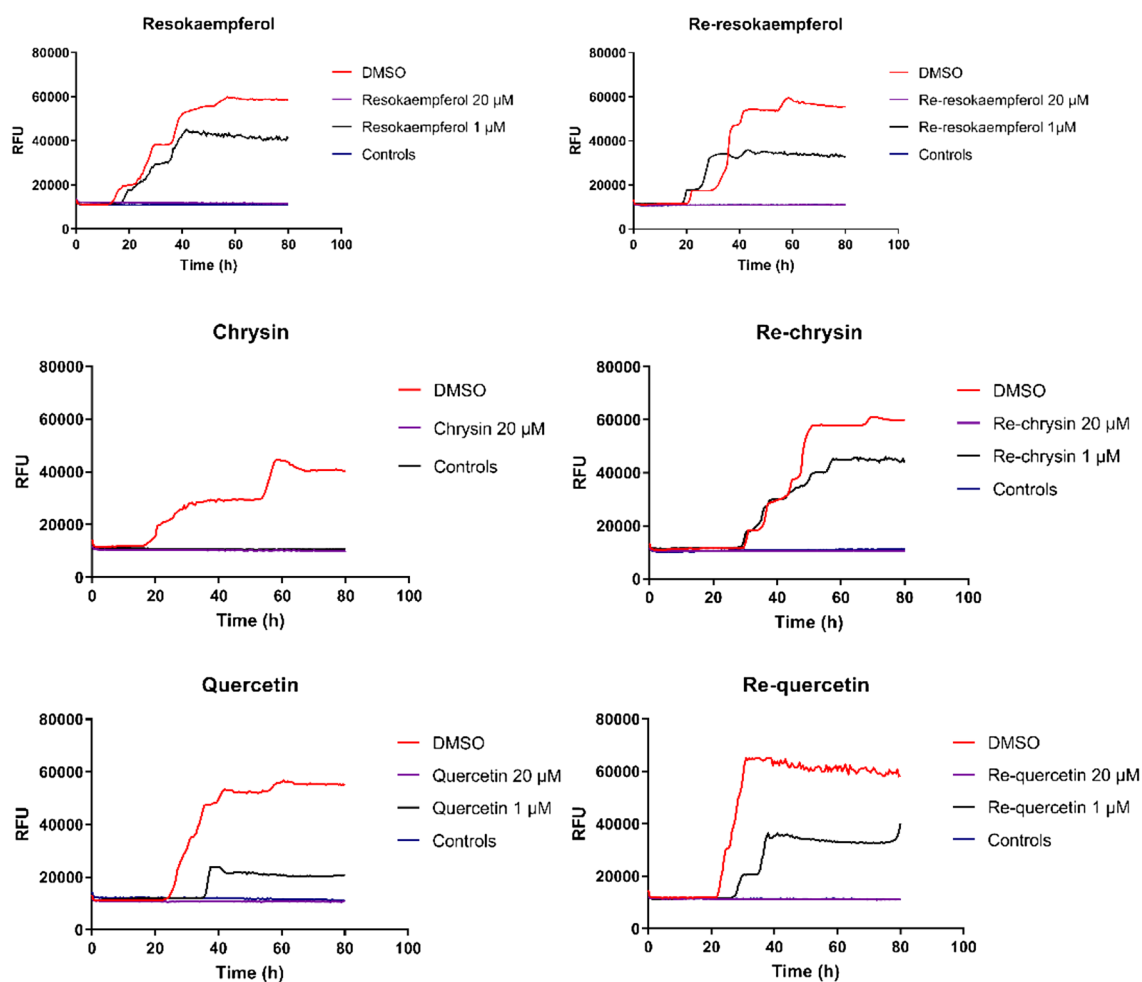 Resokaempferol
80000
60000
40000
20000
0
RFU
0 20 40 60 80 100
Time (h)
DMSO
Resokaempferol 20 µM
Resokaempferol 1 µM
Controls
Re-resokaempferol
80000
60000
40000
20000
0
RFU
0 20 40 60 80 100
Time (h)
DMSO
Re-resokaempferol 20 µM
Re-resokaempferol 1µM
Controls
Chrysin
80000
60000
40000
20000
0
RFU
0 20 40 60 80 100
Time (h)
DMSO
Chrysin 20 µM
Controls
Re-chrysin
80000
60000
40000
20000
0
RFU
0 20 40 60 80 100
Time (h)
DMSO
Re-chrysin 20 µM
Re-chrysin 1 µM
Controls
Quercetin
80000
60000
40000
20000
0
RFU
0 20 40 60 80 100
Time (h)
DMSO
Quercetin 20 µM
Quercetin 1 µM
Controls
Re-quercetin
80000
60000
40000
20000
0
RFU
0 20 40 60 80 100
Time (h)
DMSO
Re-quercetin 20 µM
Re-quercetin 1 µM
Controls